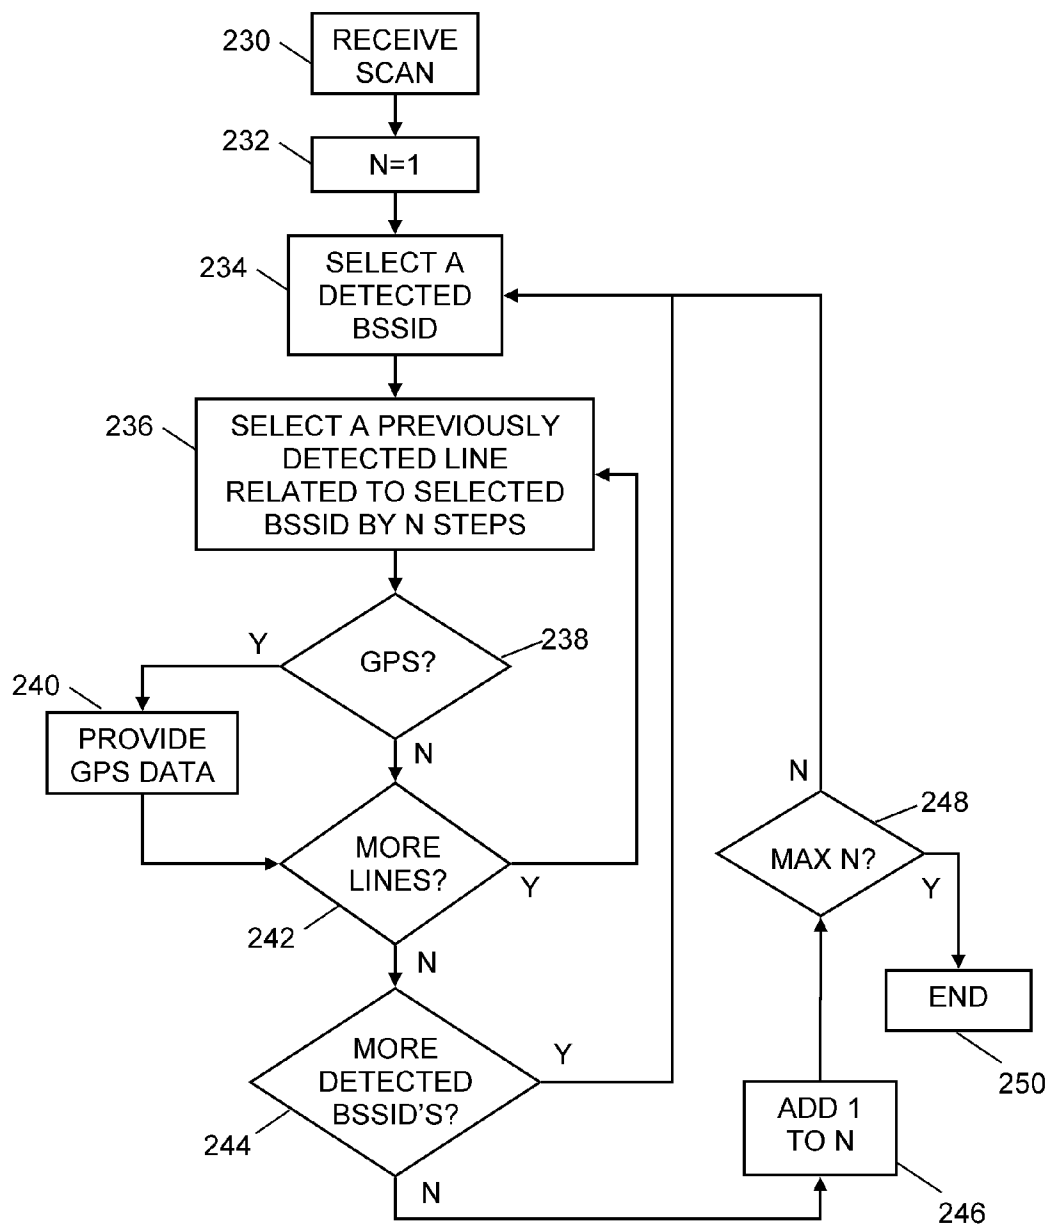 230
RECEIVE
SCAN
232
N=1
234
SELECT A
DETECTED
BSSID
236
SELECT A PREVIOUSLY
DETECTED LINE
RELATED TO SELECTED
BSSID BY N STEPS
Y
GPS?
238
240
PROVIDE
GPS DATA
N
MORE
LINES?
Y
242
N
N
248
MAX N?
Y
END
250
MORE
DETECTED
BSSID'S?
Y
244
N
ADD 1
TO N
246